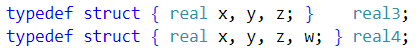 typedef struct { real x, y, z; }    real3;
typedef struct { real x, y, z, w; } real4;